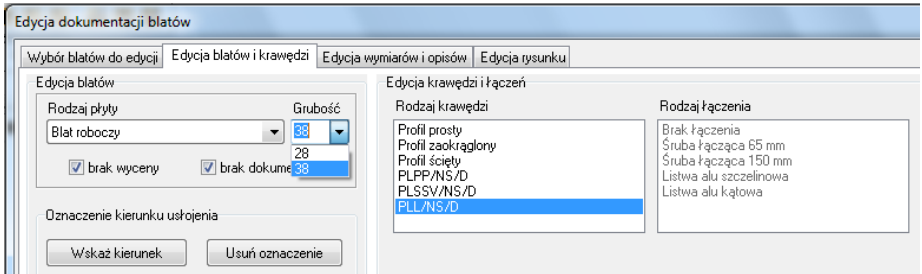 Edycja dokumentacji blatów
Wybór blatów do edycji Edycja blatów i krawędzi Edycja wymiarów i opisów Edycja rysunku
Edycja blatów
Rodzaj płyty Grubość
Blat roboczy 38
28
38
brak wyceny brak dokume
Oznaczenie kierunku usłojenia
Wskaż kierunek Usuń oznaczenie
Edycja krawędzi i łączeń
Rodzaj krawędzi
Profil prosty
Profil zaokrąglony
Profil ścięty
PLPP/NS/D
PLSSV/NS/D
PLL/NS/D
Rodzaj łączenia
Brak łączenia
Śruba łącząca 65 mm
Śruba łącząca 150 mm
Listwa alu szczelinowa
Listwa alu kątowa